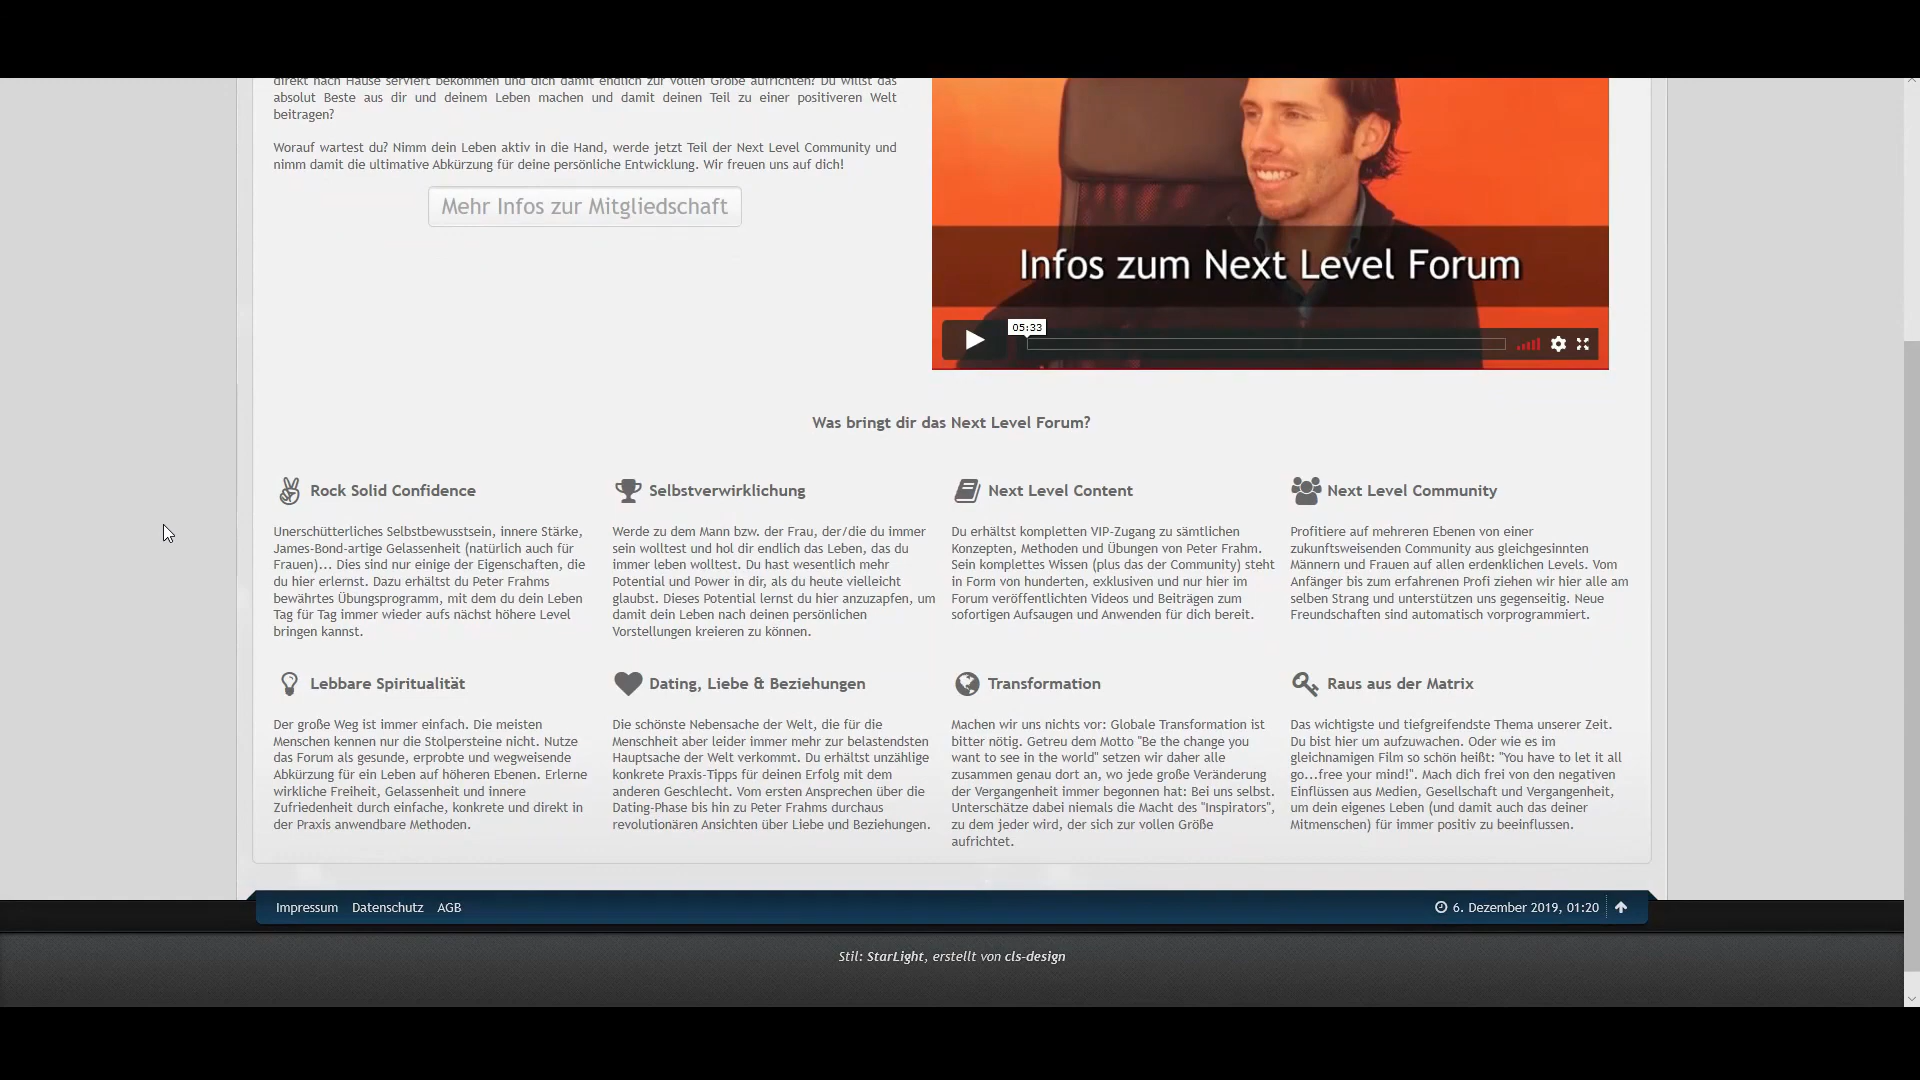 direkt nach Hause serviert bekommen und dich damit endlich zur vollen Größe aufrichten? Du willst das
absolut Beste aus dir und deinem Leben machen und damit deinen Teil zu einer positiveren Welt
beitragen?
Worauf wartest du? Nimm dein Leben aktiv in die Hand, werde jetzt Teil der Next Level Community und
nimm damit die ultimative Abkürzung für deine persönliche Entwicklung. Wir freuen uns auf dich!
Mehr Infos zur Mitgliedschaft
Infos zum Next Level Forum
05:33
Was bringt dir das Next Level Forum?
Rock Solid Confidence
Unerschütterliches Selbstbewusstsein, innere Stärke,
James-Bond-artige Gelassenheit (natürlich auch für
Frauen)... Dies sind nur einige der Eigenschaften, die
du hier erlernst. Dazu erhältst du Peter Frahms
bewährtes Übungsprogramm, mit dem du dein Leben
Tag für Tag immer wieder aufs nächst höhere Level
bringen kannst.
Selbstverwirklichung
Werde zu dem Mann bzw. der Frau, der/die du immer
sein wolltest und hol dir endlich das Leben, das du
immer leben wolltest. Du hast wesentlich mehr
Potential und Power in dir, als du heute vielleicht
glaubst. Dieses Potential lernst du hier anzuzapfen, um
damit dein Leben nach deinen persönlichen
Vorstellungen kreieren zu können.
Next Level Content
Du erhältst kompletten VIP-Zugang zu sämtlichen
Konzepten, Methoden und Übungen von Peter Frahm.
Sein komplettes Wissen (plus das der Community) steht
in Form von hunderten, exklusiven und nur hier im
Forum veröffentlichten Videos und Beiträgen zum
sofortigen Aufsaugen und Anwenden für dich bereit.
Next Level Community
Profitiere auf mehreren Ebenen von einer
zukunftsweisenden Community aus gleichgesinnten
Männern und Frauen auf allen erdenklichen Levels. Vom
Anfänger bis zum erfahrenen Profi ziehen wir hier alle am
selben Strang und unterstützen uns gegenseitig. Neue
Freundschaften sind automatisch vorprogrammiert.
Lebbare Spiritualität
Der große Weg ist immer einfach. Die meisten
Menschen kennen nur die Stolpersteine nicht. Nutze
das Forum als gesunde, erprobte und wegweisende
Abkürzung für ein Leben auf höheren Ebenen. Erlerne
wirkliche Freiheit, Gelassenheit und innere
Zufriedenheit durch einfache, konkrete und direkt in
der Praxis anwendbare Methoden.
Dating, Liebe & Beziehungen
Die schönste Nebensache der Welt, die für die
Menschheit aber leider immer mehr zur belastendsten
Hauptsache der Welt verkommt. Du erhältst unzählige
konkrete Praxis-Tipps für deinen Erfolg mit dem
anderen Geschlecht. Vom ersten Ansprechen über die
Dating-Phase bis hin zu Peter Frahms durchaus
revolutionären Ansichten über Liebe und Beziehungen.
Transformation
Machen wir uns nichts vor: Globale Transformation ist
bitter nötig. Getreu dem Motto "Be the change you
want to see in the world" setzen wir daher alle
zusammen genau dort an, wo jede große Veränderung
der Vergangenheit immer begonnen hat: Bei uns selbst.
Unterschätze dabei niemals die Macht des "Inspirators",
zu dem jeder wird, der sich zur vollen Größe
aufrichtet.
Raus aus der Matrix
Das wichtigste und tiefgreifendste Thema unserer Zeit.
Du bist hier um aufzuwachen. Oder wie es im
gleichnamigen Film so schön heißt: "You have to let it all
go...free your mind!". Mach dich frei von den negativen
Einflüssen aus Medien, Gesellschaft und Vergangenheit,
um dein eigenes Leben (und damit auch das deiner
Mitmenschen) für immer positiv zu beeinflussen.
Impressum Datenschutz AGB
6. Dezember 2019, 01:20
Stil: StarLight, erstellt von cls-design